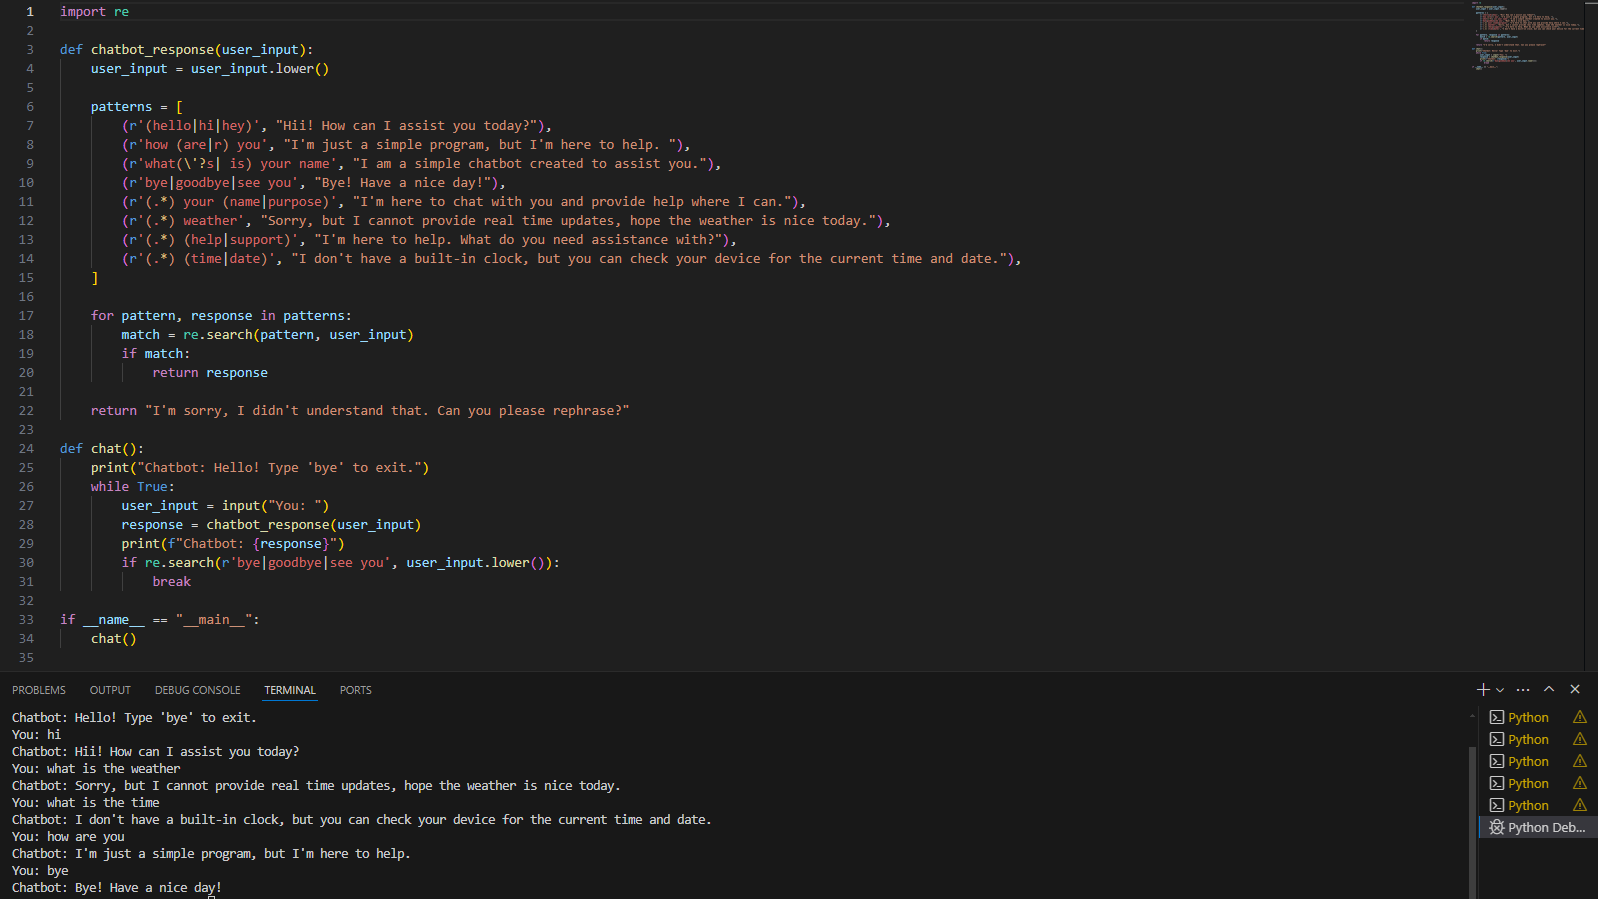 1 import re
2
3 def chatbot_response(user_input):
4 user_input = user_input.lower()
5
6 patterns = [
7 (r'(hello|hi|hey)', "Hii! How can I assist you today?"),
8 (r'how (are|r) you', "I'm just a simple program, but I'm here to help. "),
9 (r'what(\'?s| is) your name', "I am a simple chatbot created to assist you."),
10 (r'bye|goodbye|see you', "Bye! Have a nice day!"),
11 (r'(.*) your (name|purpose)', "I'm here to chat with you and provide help where I can."),
12 (r'(.*) weather', "Sorry, but I cannot provide real time updates, hope the weather is nice today."),
13 (r'(.*) (help|support)', "I'm here to help. What do you need assistance with?"),
14 (r'(.*) (time|date)', "I don't have a built-in clock, but you can check your device for the current time and date."),
15 ]
16
17 for pattern, response in patterns:
18 match = re.search(pattern, user_input)
19 if match:
20 return response
21
22 return "I'm sorry, I didn't understand that. Can you please rephrase?"
23
24 def chat():
25 print("Chatbot: Hello! Type 'bye' to exit.")
26 while True:
27 user_input = input("You: ")
28 response = chatbot_response(user_input)
29 print(f"Chatbot: {response}")
30 if re.search(r'bye|goodbye|see you', user_input.lower()):
31 break
32
33 if __name__ == "__main__":
34 chat()
35
PROBLEMS OUTPUT DEBUG CONSOLE TERMINAL PORTS
Chatbot: Hello! Type 'bye' to exit.
You: hi
Chatbot: Hii! How can I assist you today?
You: what is the weather
Chatbot: Sorry, but I cannot provide real time updates, hope the weather is nice today.
You: what is the time
Chatbot: I don't have a built-in clock, but you can check your device for the current time and date.
You: how are you
Chatbot: I'm just a simple program, but I'm here to help.
You: bye
Chatbot: Bye! Have a nice day!
Python
Python
Python
Python
Python
Python Deb...